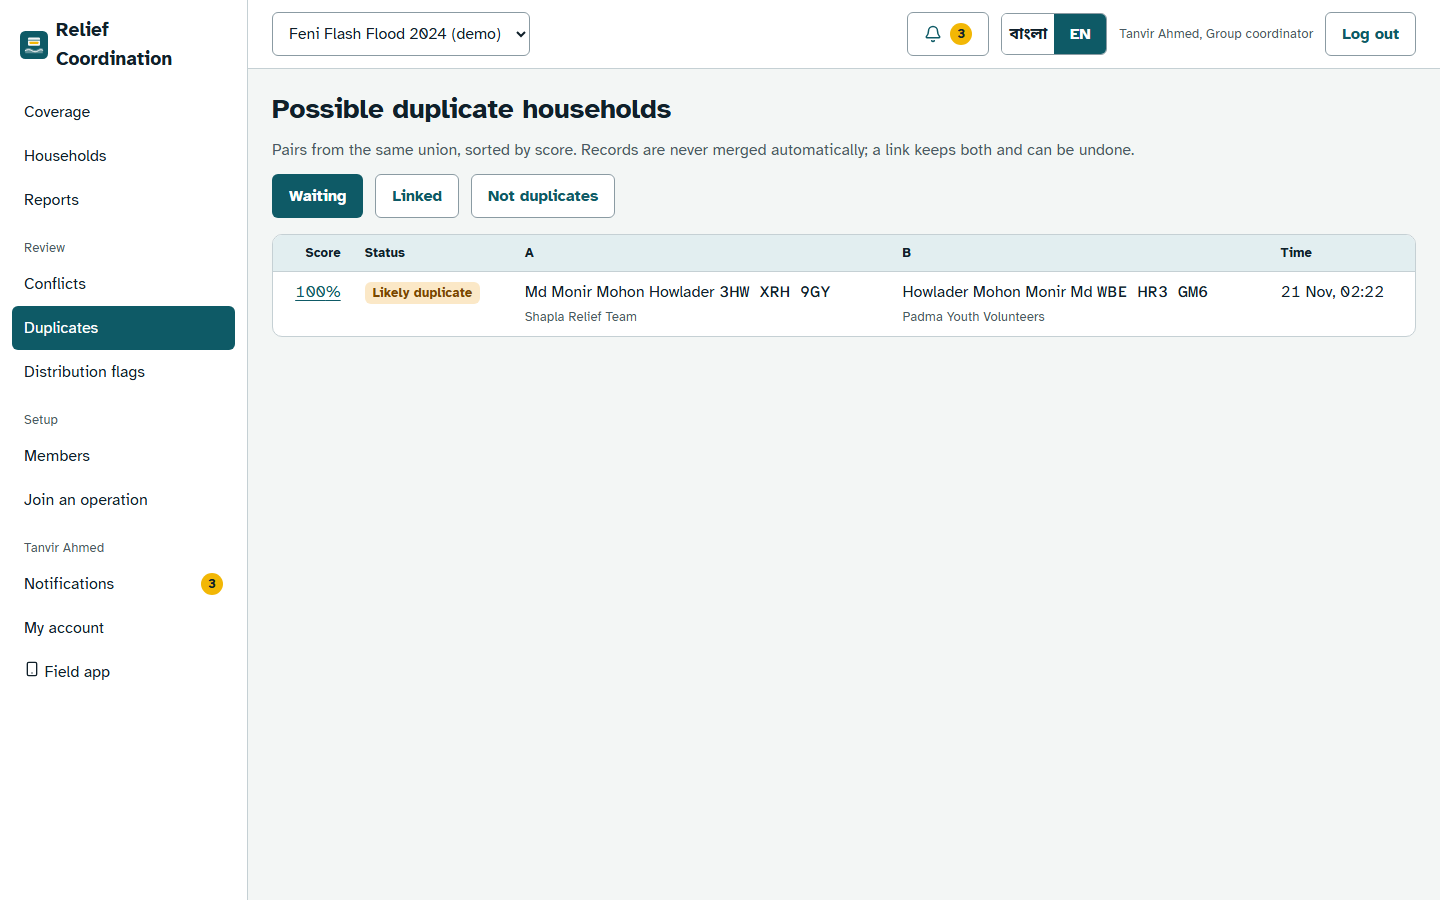 Relief
Coordination
Feni Flash Flood 2024 (demo)
3
বাংলা EN
Tanvir Ahmed, Group coordinator
Log out
Coverage
Households
Reports
Review
Conflicts
Duplicates
Distribution flags
Setup
Members
Join an operation
Tanvir Ahmed
Notifications 3
My account
Field app
Possible duplicate households
Pairs from the same union, sorted by score. Records are never merged automatically; a link keeps both and can be undone.
Waiting Linked Not duplicates
Score Status A B Time
100% Likely duplicate Md Monir Mohon Howlader 3HW XRH 9GY Howlader Mohon Monir Md WBE HR3 GM6 21 Nov, 02:22
Shapla Relief Team Padma Youth Volunteers